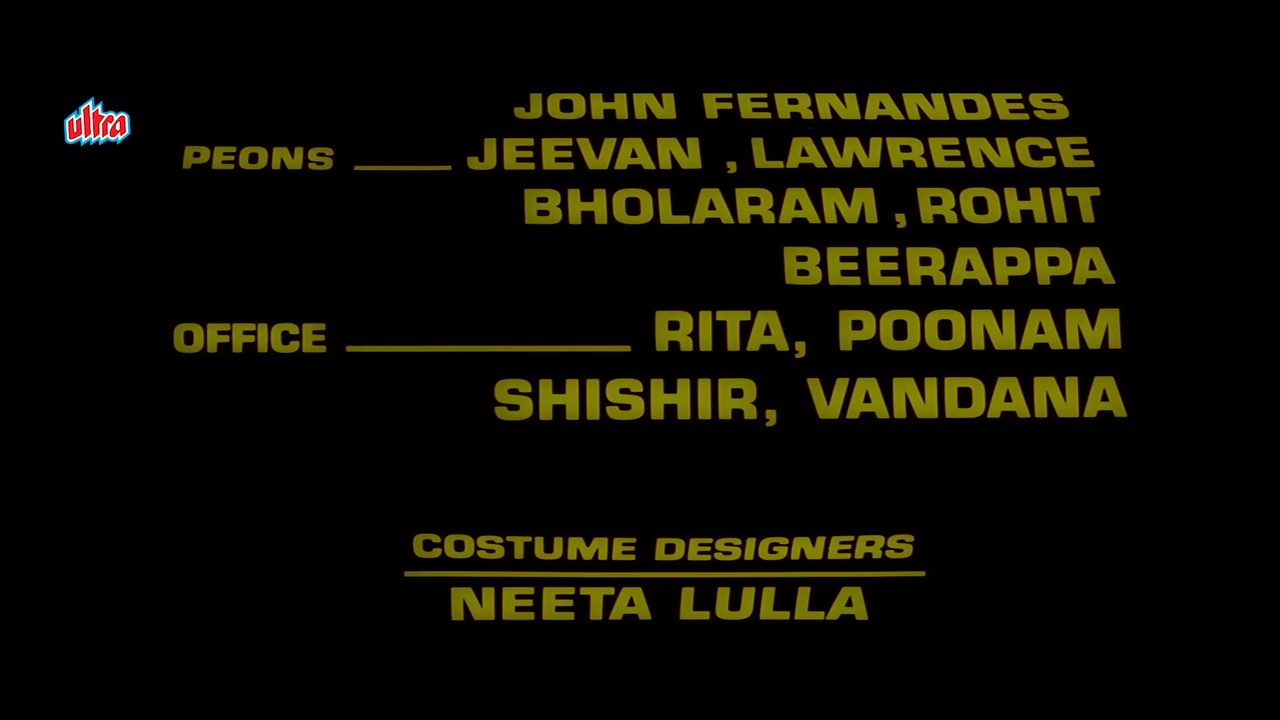 ultra
JOHN FERNANDES
PEONS JEEVAN , LAWRENCE
BHOLARAM , ROHIT
BEERAPPA
OFFICE RITA, POONAM
SHISHIR, VANDANA
COSTUME DESIGNERS
NEETA LULLA